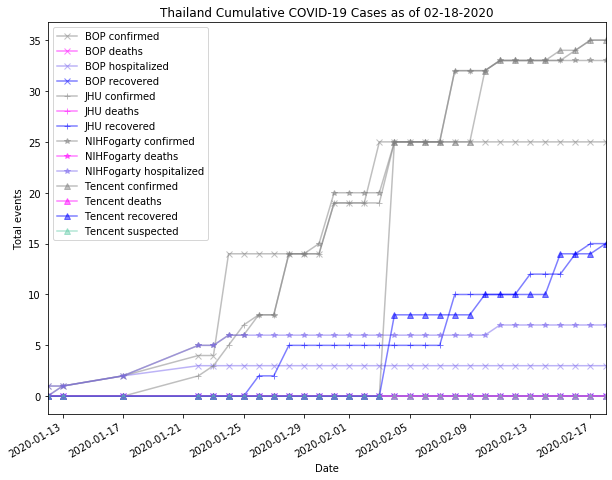 Thailand Cumulative COVID-19 Cases as of 02-18-2020
BOP confirmed
BOP deaths
BOP hospitalized
BOP recovered
JHU confirmed
JHU deaths
JHU recovered
NIHFogarty confirmed
NIHFogarty deaths
NIHFogarty hospitalized
Tencent confirmed
Tencent deaths
Tencent recovered
Tencent suspected
Total events
35
30
25
20
15
10
5
0
2020-01-13
2020-01-17
2020-01-21
2020-01-25
2020-01-29
2020-02-01
2020-02-05
2020-02-09
2020-02-13
2020-02-17
Date